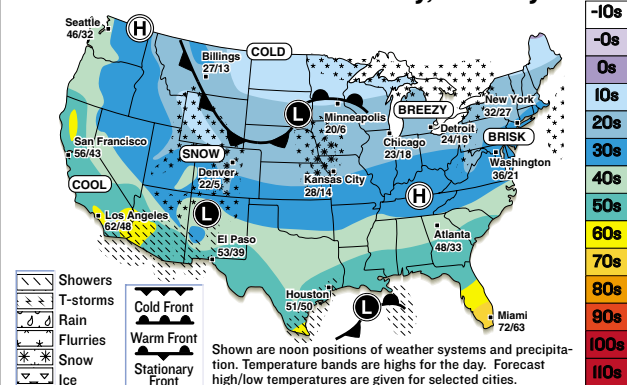 -10s
-0s
0s
10s
20s
30s
40s
50s
60s
70s
80s
90s
100s
110s
Seattle
46/32
H
Billings
27/13
COLD
L
Minneapolis
20/6
BREEZY
New York
32/27
Detroit
24/16
BRISK
Chicago
23/18
Washington
36/21
San Francisco
56/43
SNOW
Denver
22/5
Kansas City
28/14
COOL
H
Los Angeles
62/48
L
El Paso
53/39
Atlanta
48/33
Houston
51/50
L
Miami
72/63
Showers
T-storms
Rain
Flurries
Snow
Ice
Cold Front
Warm Front
Stationary
Front
Shown are noon positions of weather systems and precipita-
tion. Temperature bands are highs for the day. Forecast
high/low temperatures are given for selected cities.